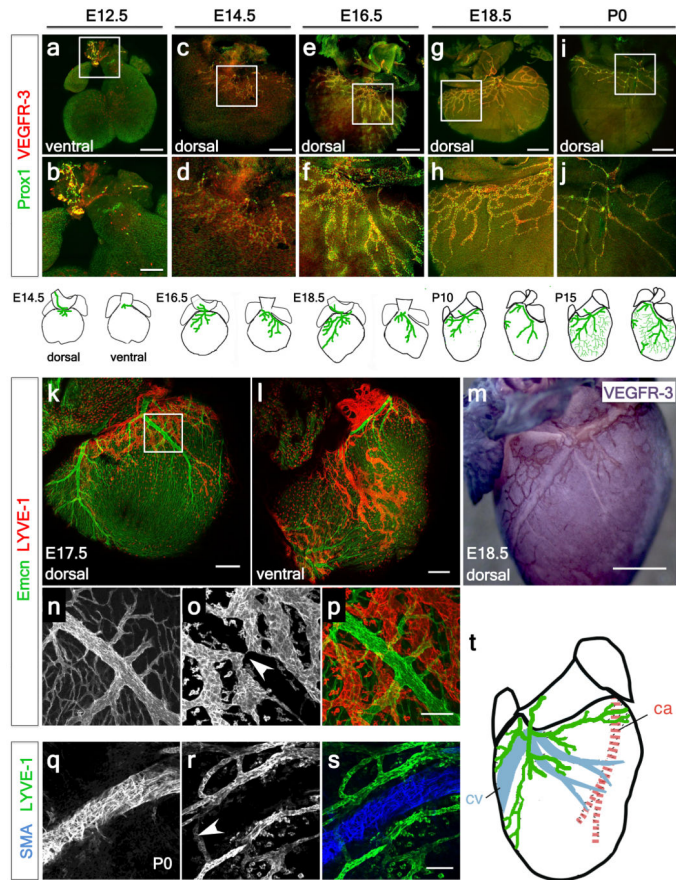 E12.5 E14.5 E16.5 E18.5 P0
Prox1 VEGFR-3
a c e g i
ventral dorsal dorsal dorsal dorsal
b d f h j
E14.5 E16.5 E18.5 P10 P15
dorsal ventral
Emcn LYVE-1
k l m VEGFR-3
E17.5 E18.5
dorsal ventral dorsal
n o p
t
ca
cv
SMA LYVE-1
q r s
P0